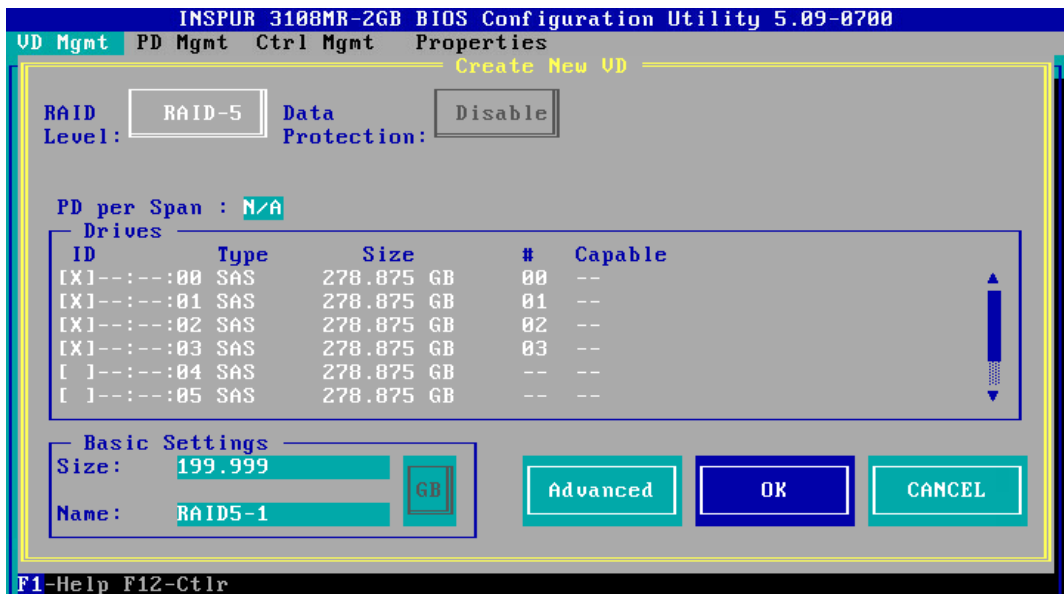 INSPUR 3108MR-2GB BIOS Configuration Utility 5.09-0700
VD Mgmt PD Mgmt Ctrl Mgmt Properties
Create New VD
RAID Level: RAID-5 Data Protection: Disable
PD per Span : N/A
Drives
ID Type Size # Capable
[X]--:--:00 SAS 278.875 GB 00 --
[X]--:--:01 SAS 278.875 GB 01 --
[X]--:--:02 SAS 278.875 GB 02 --
[X]--:--:03 SAS 278.875 GB 03 --
[ ]--:--:04 SAS 278.875 GB -- --
[ ]--:--:05 SAS 278.875 GB -- --
Basic Settings
Size: 199.999 GB
Name: RAID5-1
Advanced OK CANCEL
F1-Help F12-Ctlr